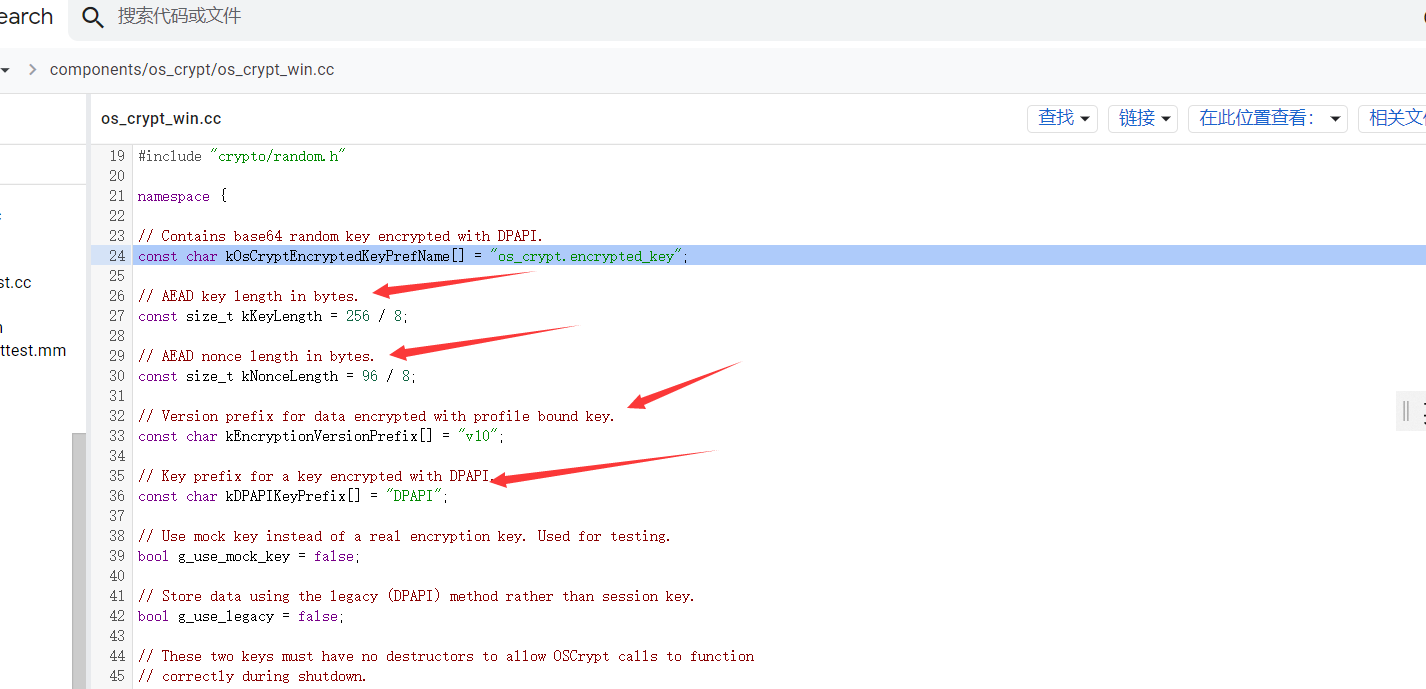 earch 搜索代码或文件
components/os_crypt/os_crypt_win.cc
os_crypt_win.cc 查找 链接 在此位置查看： 相关文
st.cc
ttest.mm
19 #include "crypto/random.h"
20
21 namespace {
22
23 // Contains base64 random key encrypted with DPAPI.
24 const char kOsCryptEncryptedKeyPrefName[] = "os_crypt.encrypted_key";
25
26 // AEAD key length in bytes.
27 const size_t kKeyLength = 256 / 8;
28
29 // AEAD nonce length in bytes.
30 const size_t kNonceLength = 96 / 8;
31
32 // Version prefix for data encrypted with profile bound key.
33 const char kEncryptionVersionPrefix[] = "v10";
34
35 // Key prefix for a key encrypted with DPAPI.
36 const char kDPAPIKeyPrefix[] = "DPAPI";
37
38 // Use mock key instead of a real encryption key. Used for testing.
39 bool g_use_mock_key = false;
40
41 // Store data using the legacy (DPAPI) method rather than session key.
42 bool g_use_legacy = false;
43
44 // These two keys must have no destructors to allow OSCrypt calls to function
45 // correctly during shutdown.